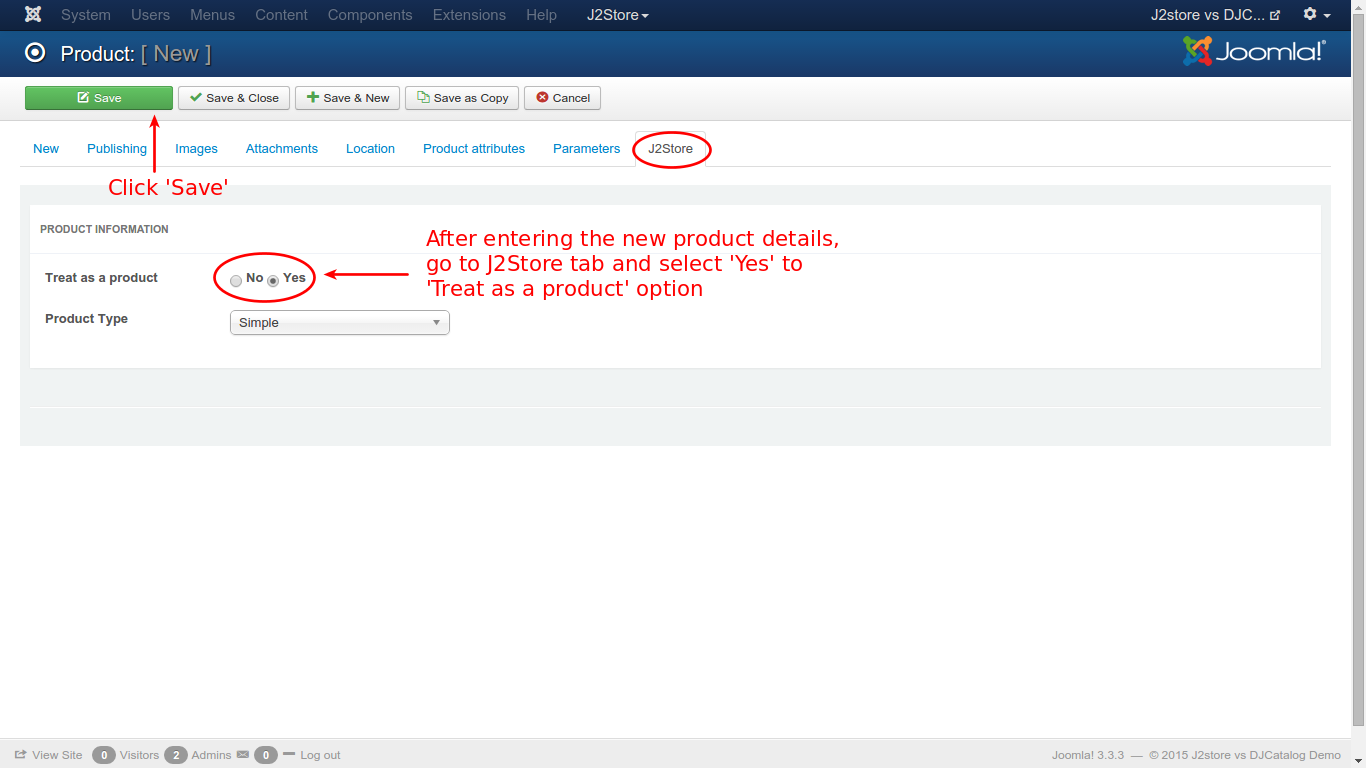 System Users Menus Content Components Extensions Help J2Store J2store vs DJC...
Product: [ New ] Joomla!®
Save Save & Close Save & New Save as Copy Cancel
New Publishing Images Attachments Location Product attributes Parameters J2Store
Click 'Save'
PRODUCT INFORMATION
After entering the new product details,
go to J2Store tab and select 'Yes' to
'Treat as a product' option
Treat as a product No Yes
Product Type Simple
View Site 0 Visitors 2 Admins 0 Log out Joomla! 3.3.3 — © 2015 J2store vs DJCatalog Demo